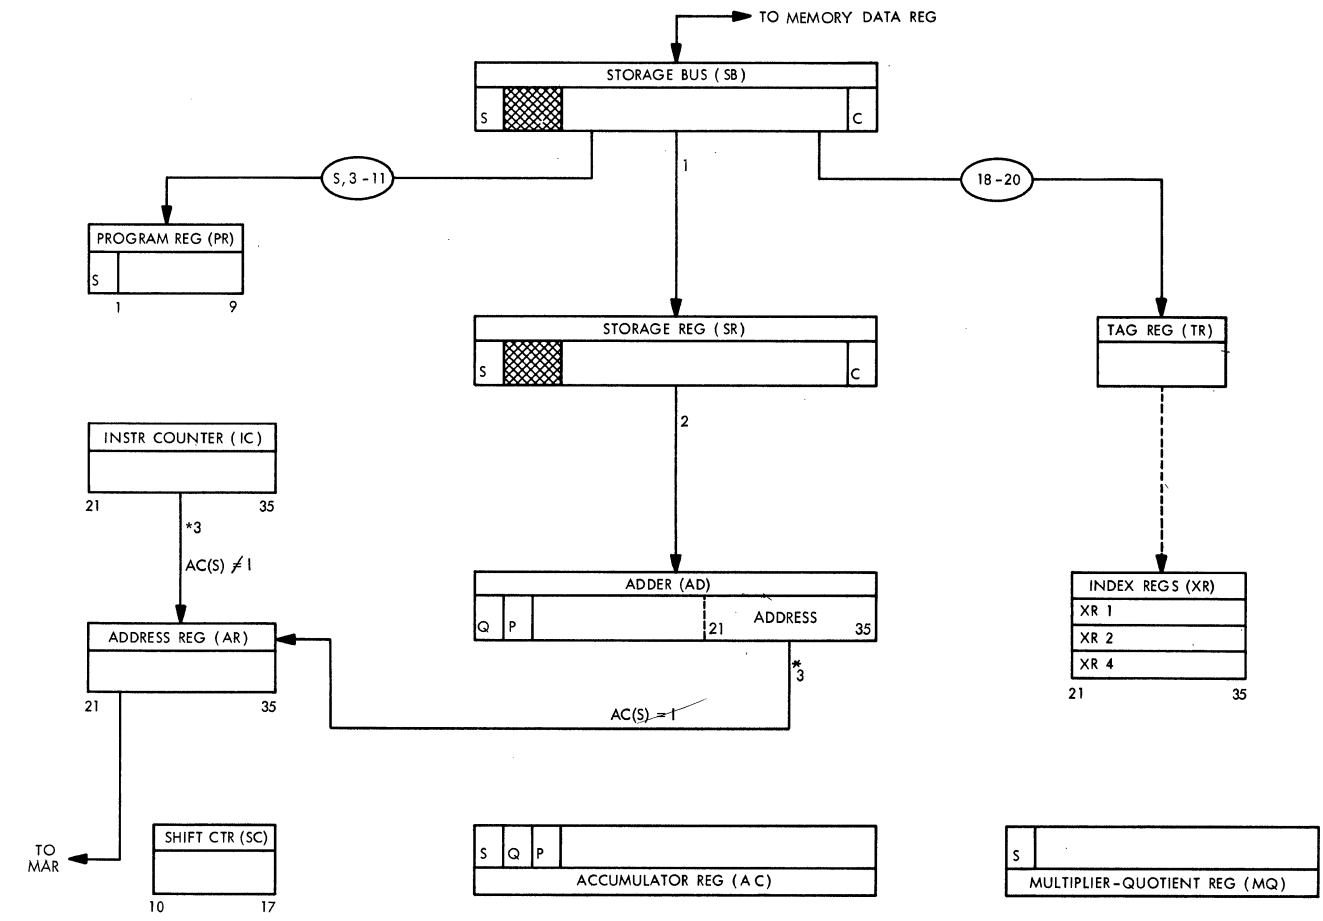 TO MEMORY DATA REG
STORAGE BUS (SB)
S
C
1
S, 3-11
18-20
PROGRAM REG (PR)
S
1 9
STORAGE REG (SR)
S
C
TAG REG (TR)
2
INSTR COUNTER (IC)
21 35
*3
AC(S) ≠ 1
ADDER (AD)
Q P
21 ADDRESS 35
INDEX REGS (XR)
XR 1
XR 2
XR 4
21 35
ADDRESS REG (AR)
21 35
*
3
AC(S) = 1
TO
MAR
SHIFT CTR (SC)
10 17
S Q P
ACCUMULATOR REG (AC)
S
MULTIPLIER-QUOTIENT REG (MQ)